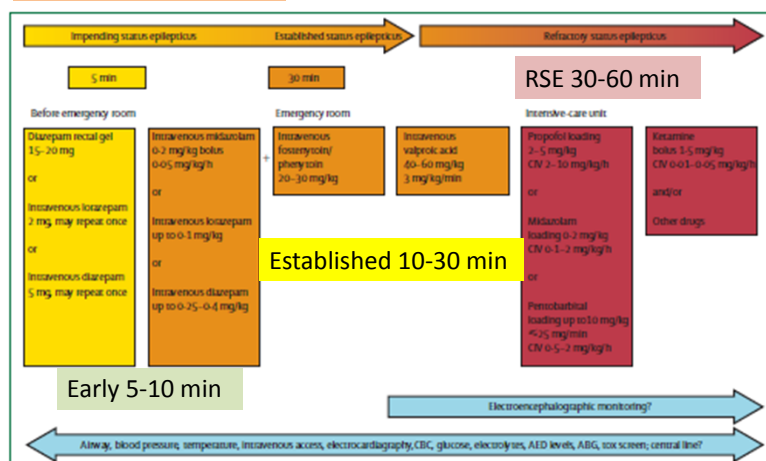 Impending status epilepticus
Established status epilepticus
Refractory status epilepticus
5 min
30 min
RSE 30-60 min
Before emergency room
Emergency room
Intensive-care unit
Diazepam rectal gel
15–20 mg
or
Intravenous lorazepam
2 mg, may repeat once
or
Intravenous diazepam
5 mg, may repeat once
Intravenous midazolam
0·2 mg/kg bolus
0·05 mg/kg/h
or
Intravenous lorazepam
up to 0·1 mg/kg
or
Intravenous diazepam
up to 0·25–0·4 mg/kg
+
Intravenous
fosfenytoin/
phenytoin
20–30 mg/kg
Intravenous
valproic acid
40–60 mg/kg
3 mg/kg/min
Propofol loading
2–5 mg/kg
CIV 2–10 mg/kg/h
or
Midazolam
loading 0·2 mg/kg
CIV 0·1–2 mg/kg/h
or
Pentobarbital
loading up to 10 mg/kg
≤25 mg/min
CIV 0·5–2 mg/kg/h
Ketamine
bolus 1·5 mg/kg
CIV 0·01–0·05 mg/kg/h
and/or
Other drugs
Established 10-30 min
Early 5-10 min
Electroencephalographic monitoring?
Airway, blood pressure, temperature, intravenous access, electrocardiography, CBC, glucose, electrolytes, AED levels, ABG, tox screen; central line?